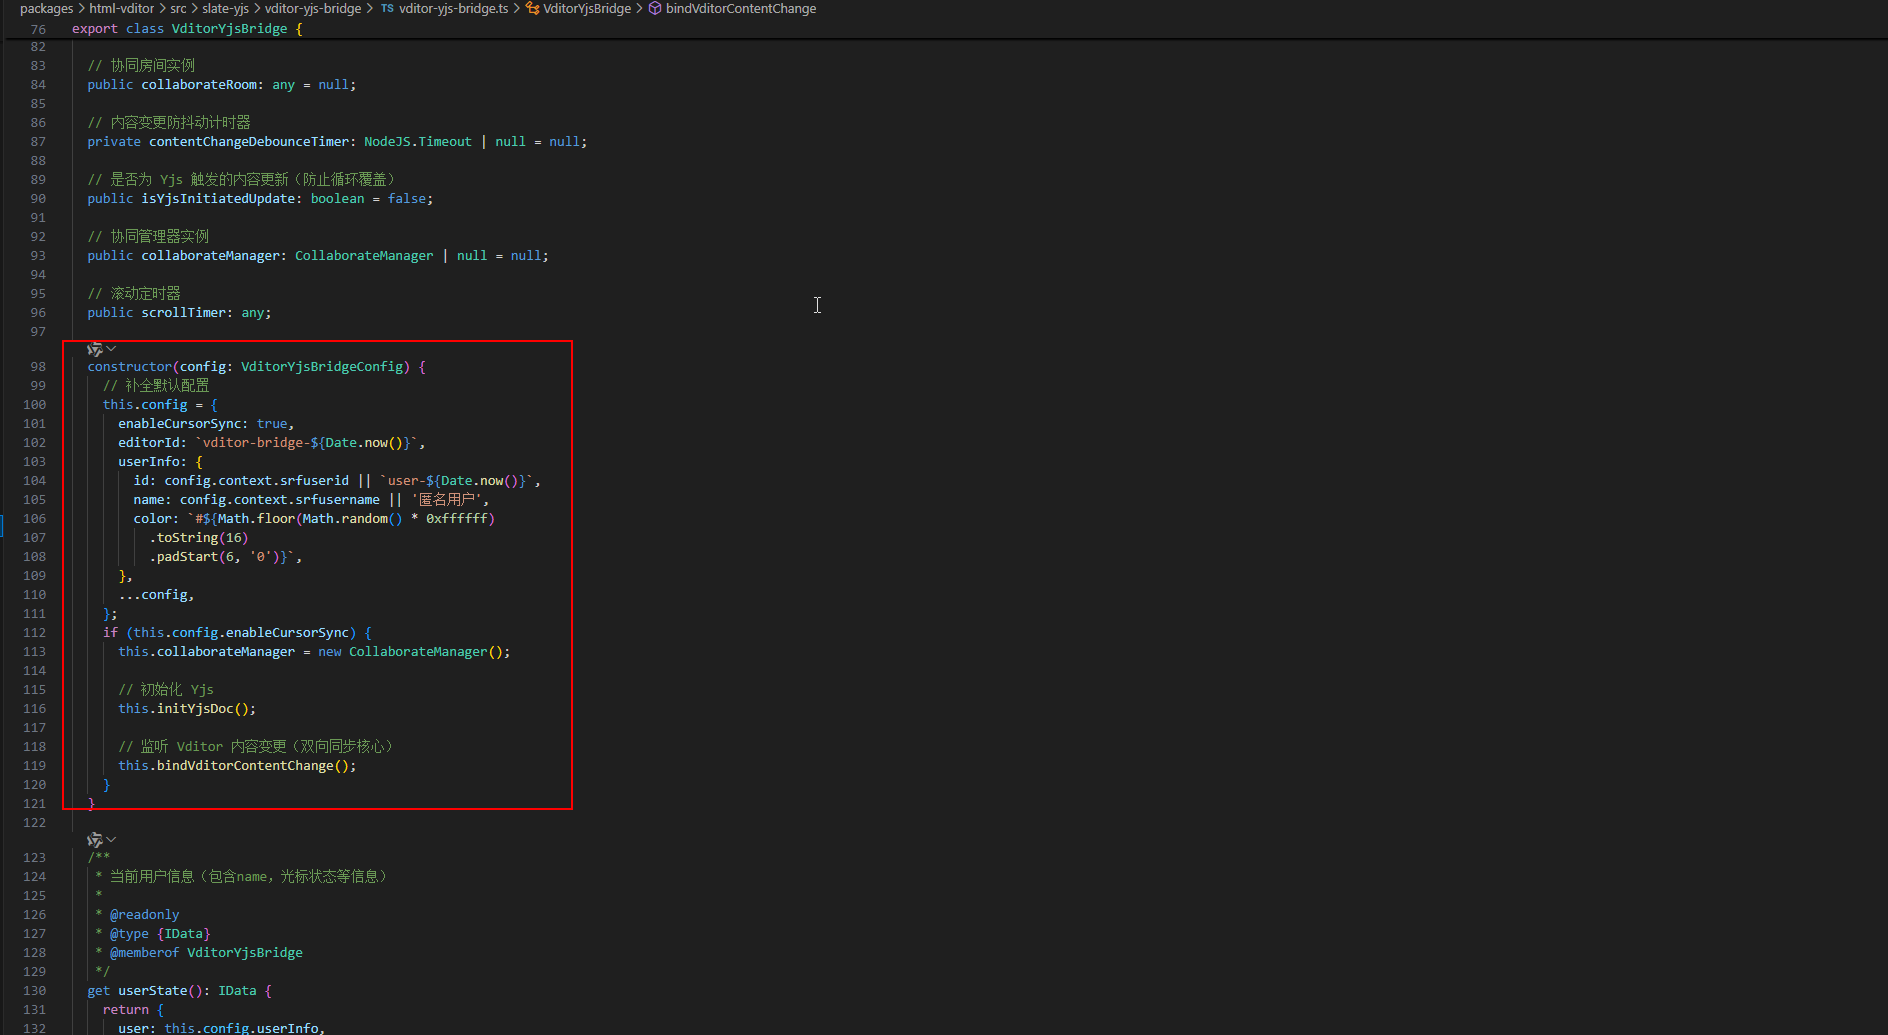 packages > html-vditor > src > slate-yjs > vditor-yjs-bridge > TS vditor-yjs-bridge.ts > VditorYjsBridge > bindVditorContentChange
76 export class VditorYjsBridge {
82
83 // 协同房间实例
84 public collaborateRoom: any = null;
85
86 // 内容变更防抖动计时器
87 private contentChangeDebounceTimer: NodeJS.Timeout | null = null;
88
89 // 是否为 Yjs 触发的内容更新（防止循环覆盖）
90 public isYjsInitiatedUpdate: boolean = false;
91
92 // 协同管理器实例
93 public collaborateManager: CollaborateManager | null = null;
94
95 // 滚动定时器
96 public scrollTimer: any;
97
98 constructor(config: VditorYjsBridgeConfig) {
99 // 补全默认配置
100 this.config = {
101 enableCursorSync: true,
102 editorId: `vditor-bridge-${Date.now()}`,
103 userInfo: {
104 id: config.context.srfuserid || `user-${Date.now()}`,
105 name: config.context.srfusername || '匿名用户',
106 color: `#${Math.floor(Math.random() * 0xffffff)
107 .toString(16)
108 .padStart(6, '0')}`,
109 },
110 ...config,
111 };
112 if (this.config.enableCursorSync) {
113 this.collaborateManager = new CollaborateManager();
114
115 // 初始化 Yjs
116 this.initYjsDoc();
117
118 // 监听 Vditor 内容变更（双向同步核心）
119 this.bindVditorContentChange();
120 }
121 }
122
123 /**
124 * 当前用户信息（包含name，光标状态等信息）
125 *
126 * @readonly
127 * @type {IData}
128 * @memberof VditorYjsBridge
129 */
130 get userState(): IData {
131 return {
132 user: this.config.userInfo,